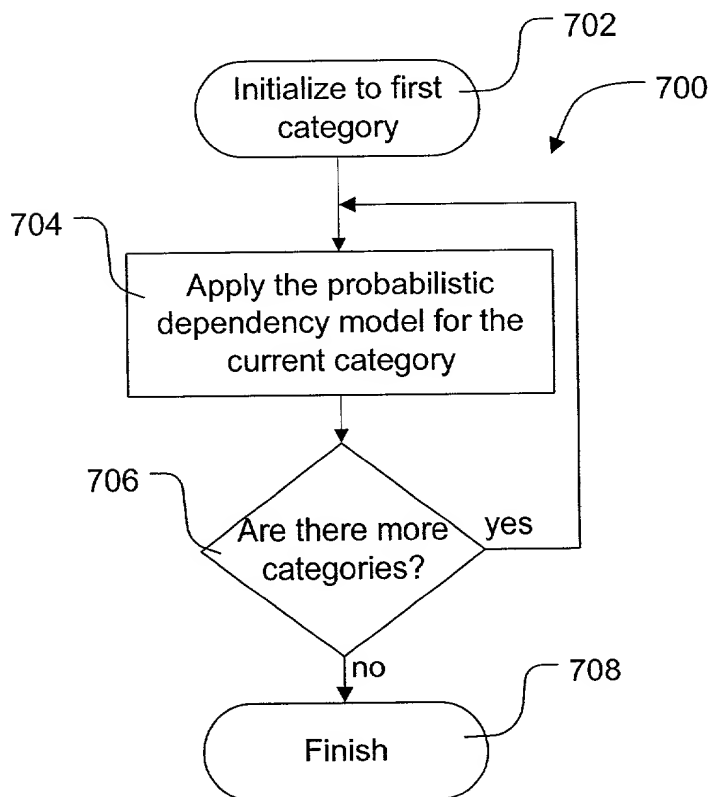 702
Initialize to first
category
700
704
Apply the probabilistic
dependency model for the
current category
706
Are there more
categories?
yes
no
708
Finish